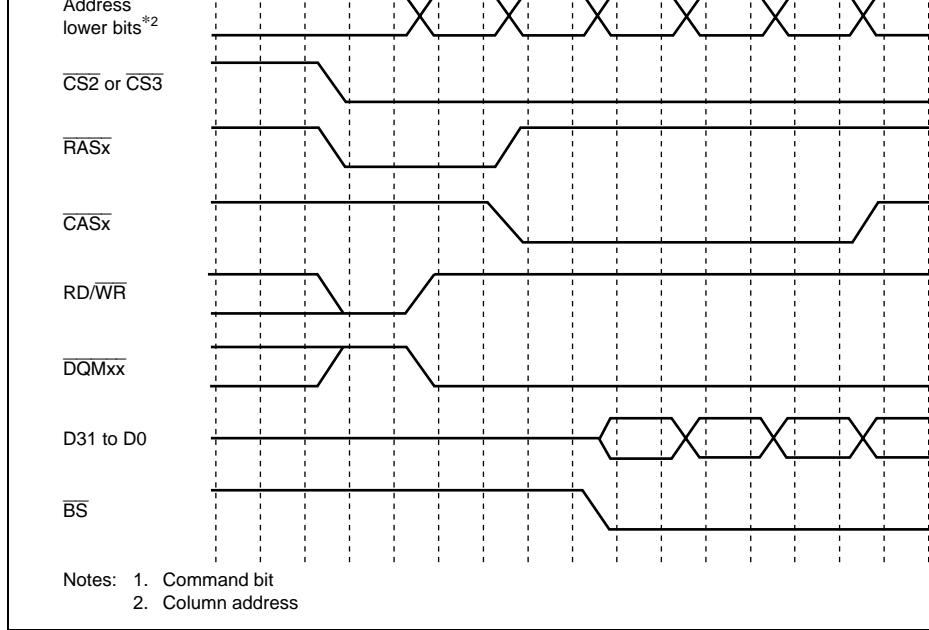 Address
lower bits*2
CS2 or CS3
RASx
CASx
RD/WR
DQMxx
D31 to D0
BS
Notes: 1. Command bit
2. Column address